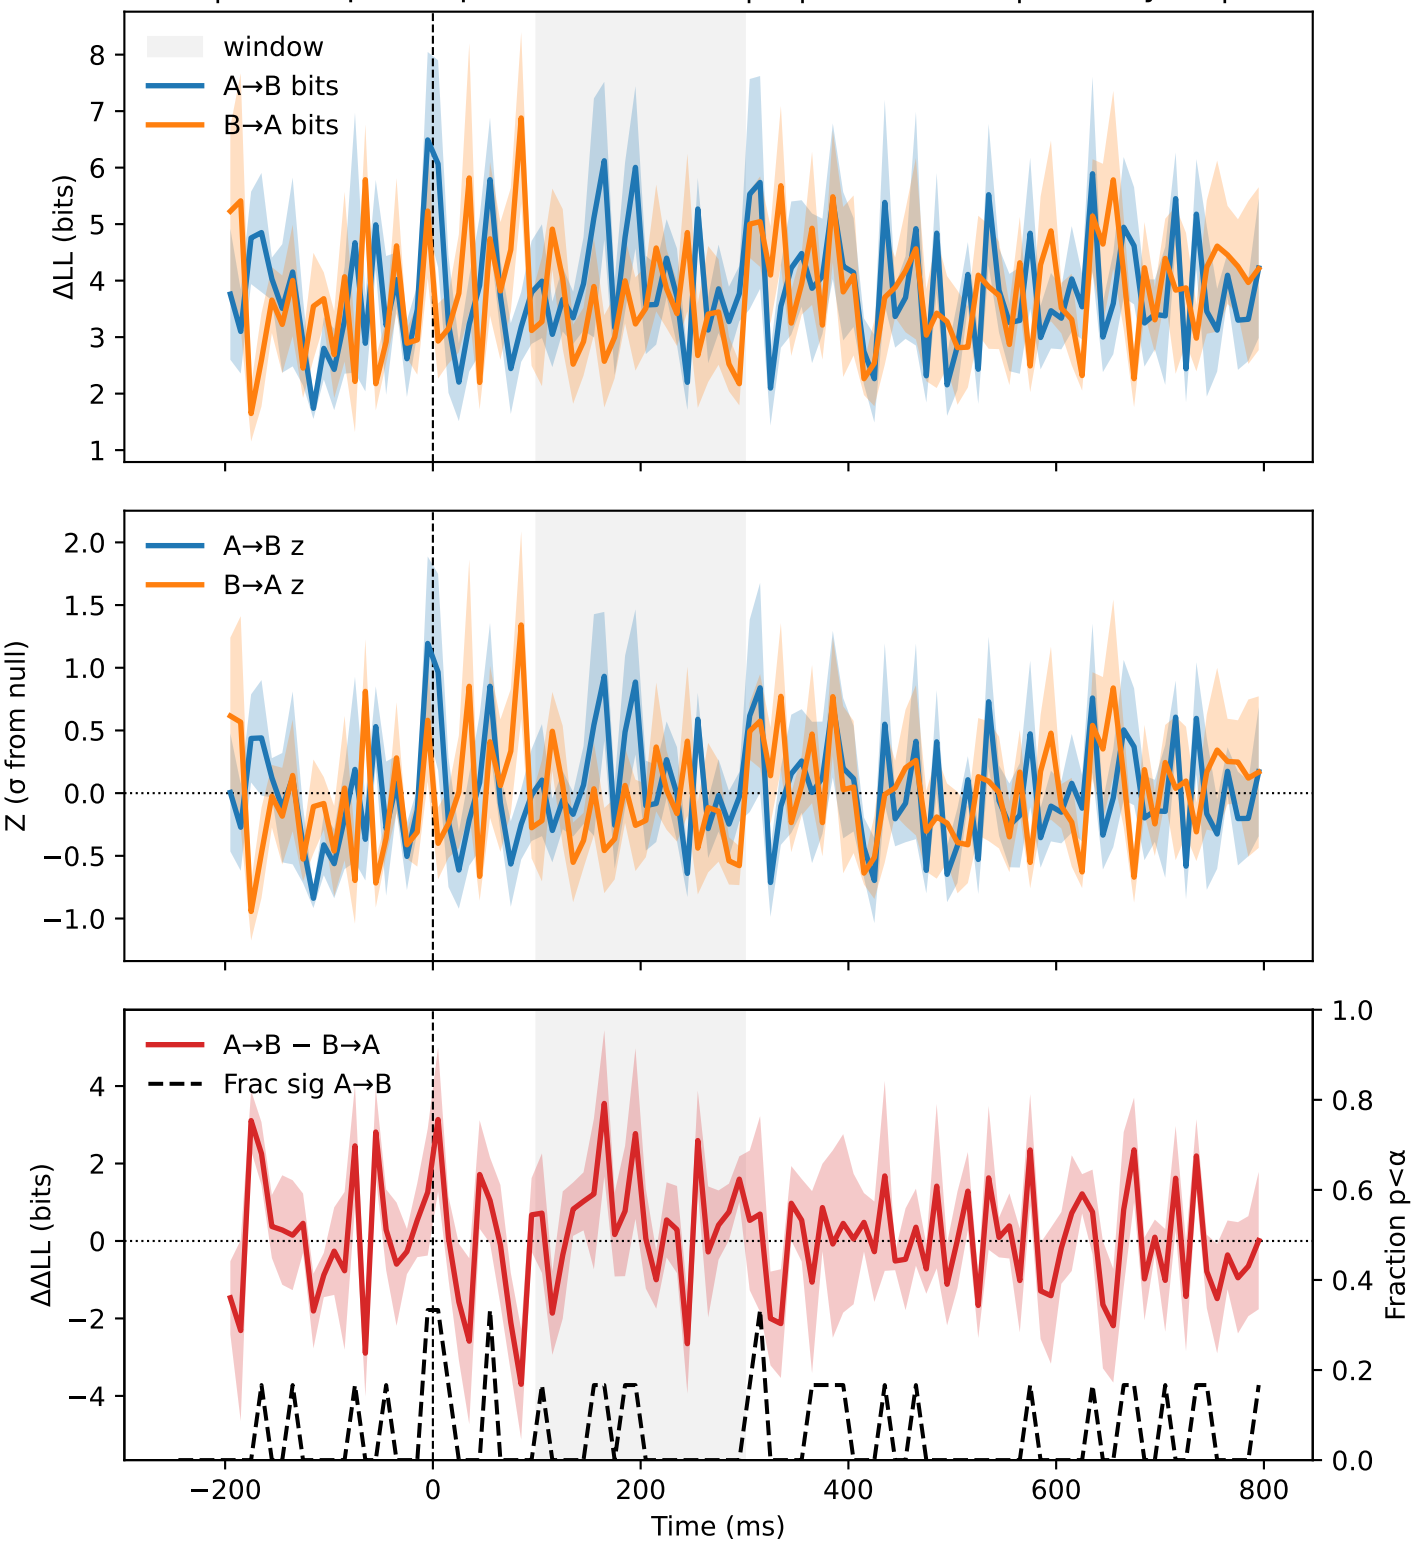 8
7
6
5
4
3
2
1
ΔLL (bits)
window
A→B bits
B→A bits
2.0
1.5
1.0
0.5
0.0
−0.5
−1.0
Z (σ from null)
A→B z
B→A z
4
2
0
−2
−4
ΔΔLL (bits)
A→B − B→A
Frac sig A→B
1.0
0.8
0.6
0.4
0.2
0.0
Fraction p<α
−200
0
200
400
600
800
Time (ms)